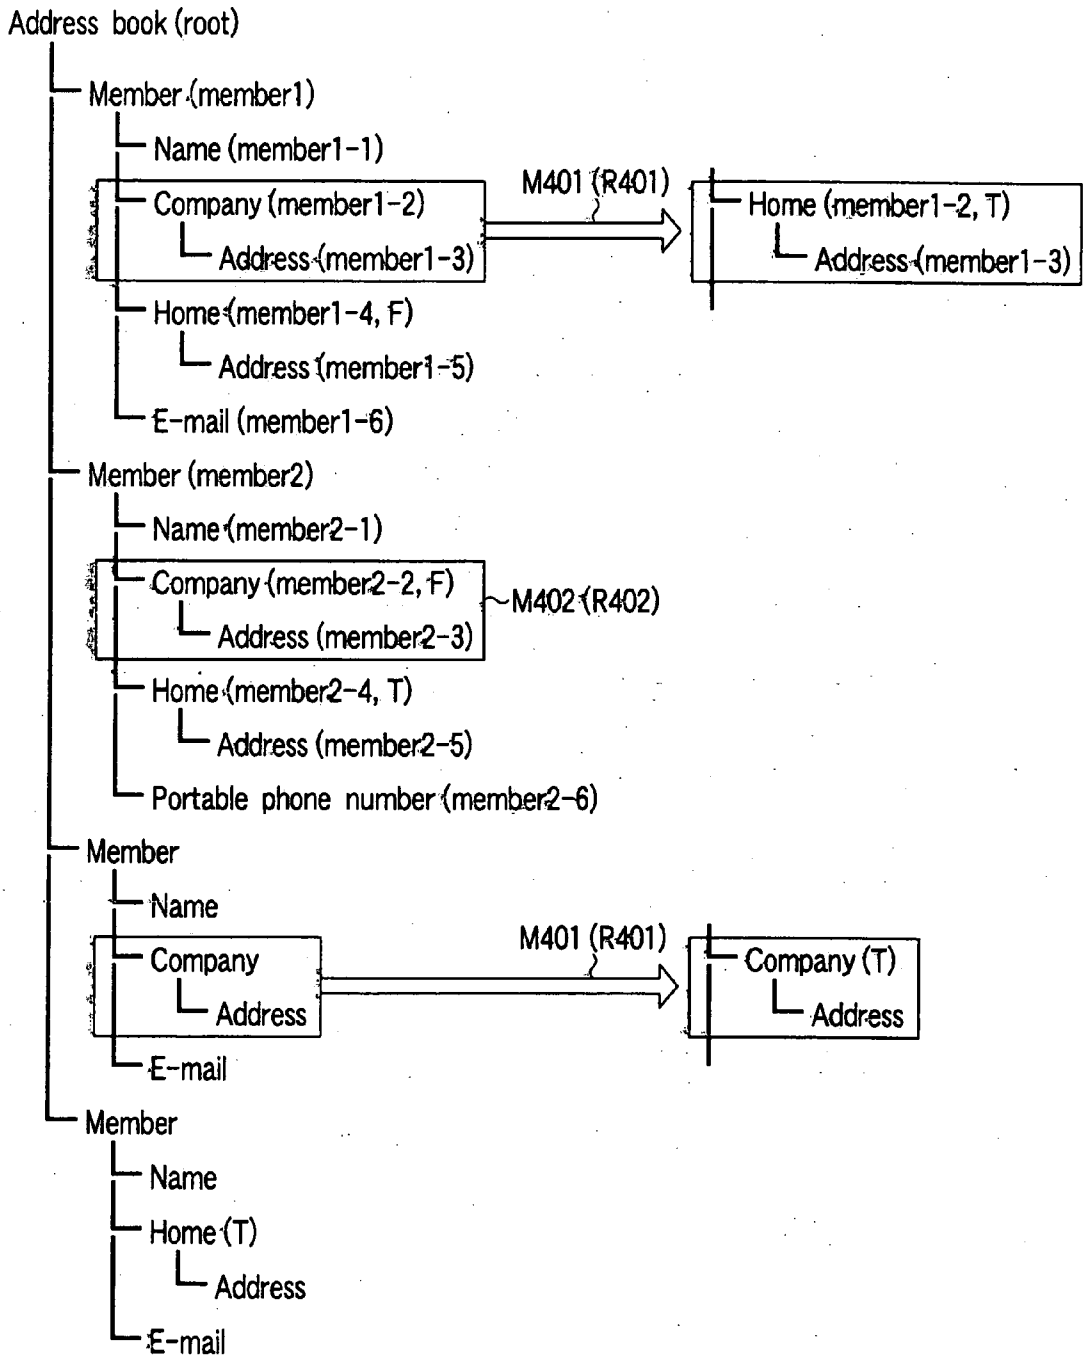 Address book (root)
Member (member1)
Name (member1-1)
M401 (R401)
Company (member1-2)
Home (member1-2, T)
Address (member1-3)
Address (member1-3)
Home (member1-4, F)
Address (member1-5)
E-mail (member1-6)
Member (member2)
Name (member2-1)
Company (member2-2, F)
M402 (R402)
Address (member2-3)
Home (member2-4, T)
Address (member2-5)
Portable phone number (member2-6)
Member
Name
M401 (R401)
Company
Company (T)
Address
Address
E-mail
Member
Name
Home (T)
Address
E-mail